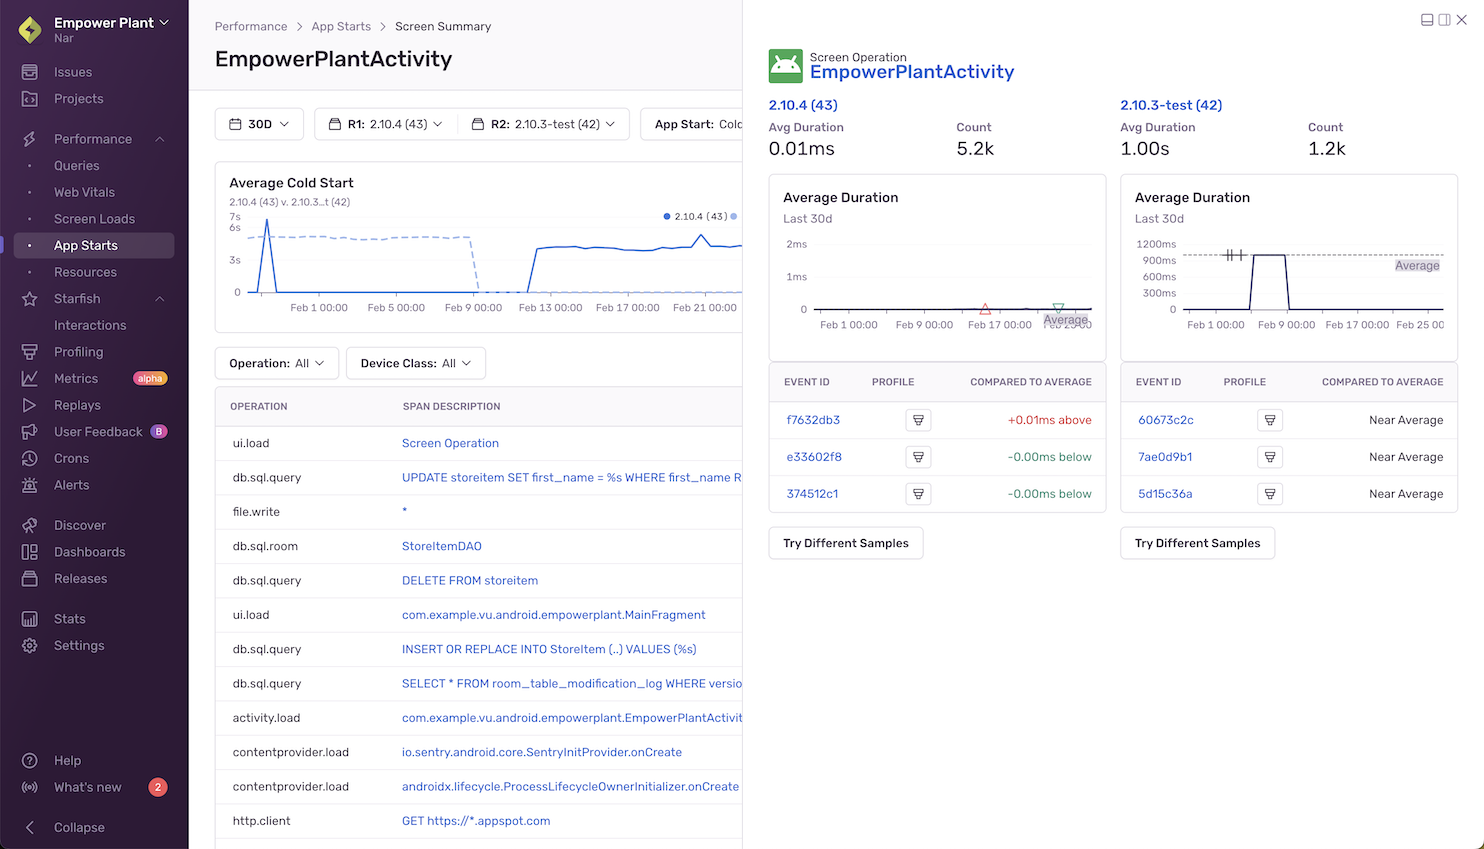 Empower Plant
Nar
Issues
Projects
Performance
Queries
Web Vitals
Screen Loads
App Starts
Resources
Starfish
Interactions
Profiling
Metrics alpha
Replays
User Feedback B
Crons
Alerts
Discover
Dashboards
Releases
Stats
Settings
Help
What's new 2
Collapse
Performance > App Starts > Screen Summary
EmpowerPlantActivity
30D
R1: 2.10.4 (43)
R2: 2.10.3-test (42)
App Start: Cold
Average Cold Start
2.10.4 (43) v. 2.10.3...t (42)
2.10.4 (43)
7s
6s
3s
0
Feb 1 00:00 Feb 5 00:00 Feb 9 00:00 Feb 13 00:00 Feb 17 00:00 Feb 21 00:00
Operation: All
Device Class: All
OPERATION SPAN DESCRIPTION
ui.load Screen Operation
db.sql.query UPDATE storeitem SET first_name = %s WHERE first_name R
file.write *
db.sql.room StoreItemDAO
db.sql.query DELETE FROM storeitem
ui.load com.example.vu.android.empowerplant.MainFragment
db.sql.query INSERT OR REPLACE INTO StoreItem (..) VALUES (%s)
db.sql.query SELECT * FROM room_table_modification_log WHERE versio
activity.load com.example.vu.android.empowerplant.EmpowerPlantActivit
contentprovider.load io.sentry.android.core.SentryInitProvider.onCreate
contentprovider.load androidx.lifecycle.ProcessLifecycleOwnerInitializer.onCreate
http.client GET https://*.appspot.com
Screen Operation
EmpowerPlantActivity
2.10.4 (43)
Avg Duration Count
0.01ms 5.2k
Average Duration
Last 30d
2ms
1ms
0
Average
Feb 1 00:00 Feb 9 00:00 Feb 17 00:00 Feb 25 00:00
EVENT ID PROFILE COMPARED TO AVERAGE
f7632db3 +0.01ms above
e33602f8 -0.00ms below
374512c1 -0.00ms below
Try Different Samples
2.10.3-test (42)
Avg Duration Count
1.00s 1.2k
Average Duration
Last 30d
1200ms
900ms
600ms
300ms
0
Average
Feb 1 00:00 Feb 9 00:00 Feb 17 00:00 Feb 25 00:00
EVENT ID PROFILE COMPARED TO AVERAGE
60673c2c Near Average
7ae0d9b1 Near Average
5d15c36a Near Average
Try Different Samples